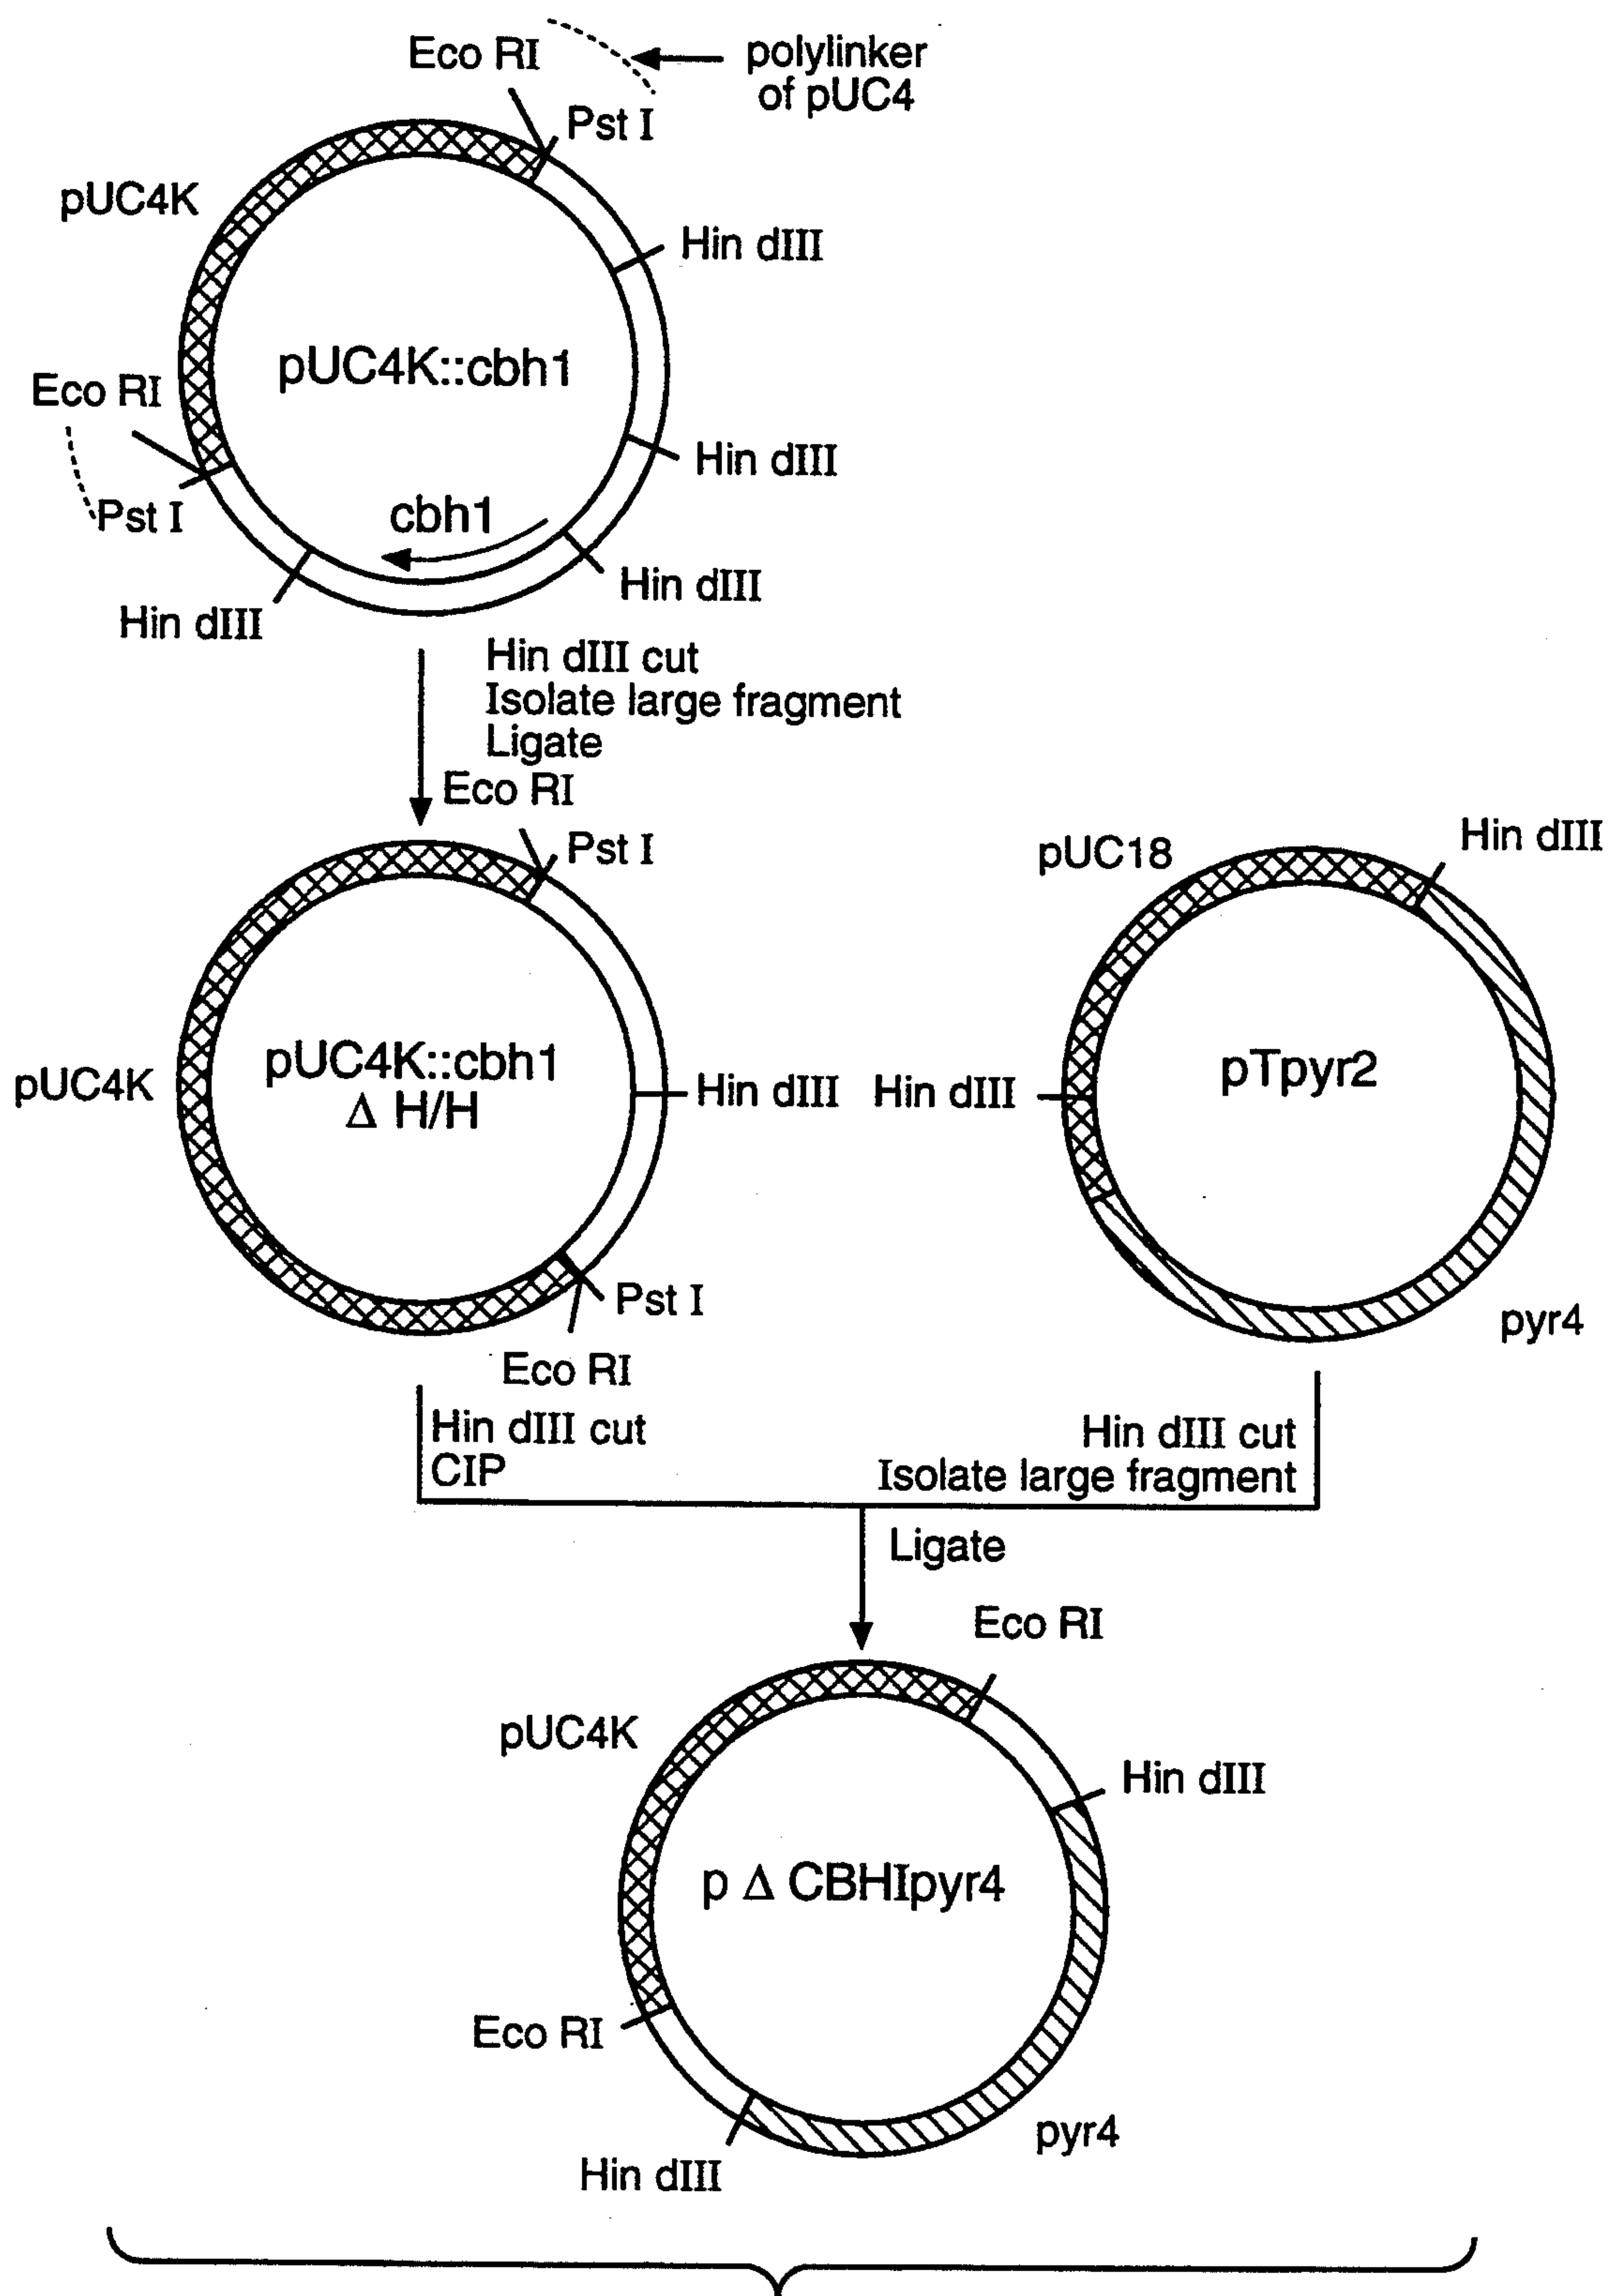 Eco RI
polylinker
of pUC4
Pst I
pUC4K
Hin dIII
pUC4K::cbh1
Eco RI
Hin dIII
Pst I
cbh1
Hin dIII
Hin dIII
Hin dIII cut
Isolate large fragment
Ligate
Eco RI
Pst I
pUC18
Hin dIII
pUC4K::cbh1
Δ H/H
pUC4K
Hin dIII
Hin dIII
pTpyr2
Pst I
pyr4
Eco RI
Hin dIII cut
CIP
Hin dIII cut
Isolate large fragment
Ligate
Eco RI
pUC4K
Hin dIII
p Δ CBHIpyr4
Eco RI
pyr4
Hin dIII